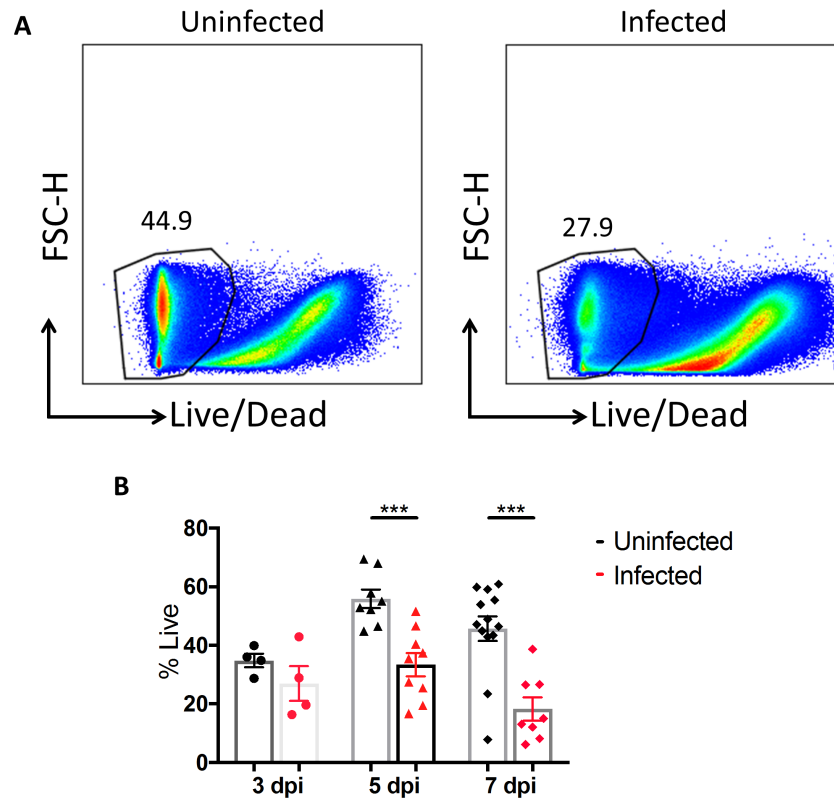 A
Uninfected
Infected
FSC-H
44.9
Live/Dead
FSC-H
27.9
Live/Dead
B
*** ***
80
60
40
20
0
% Live
3 dpi 5 dpi 7 dpi
Uninfected
Infected